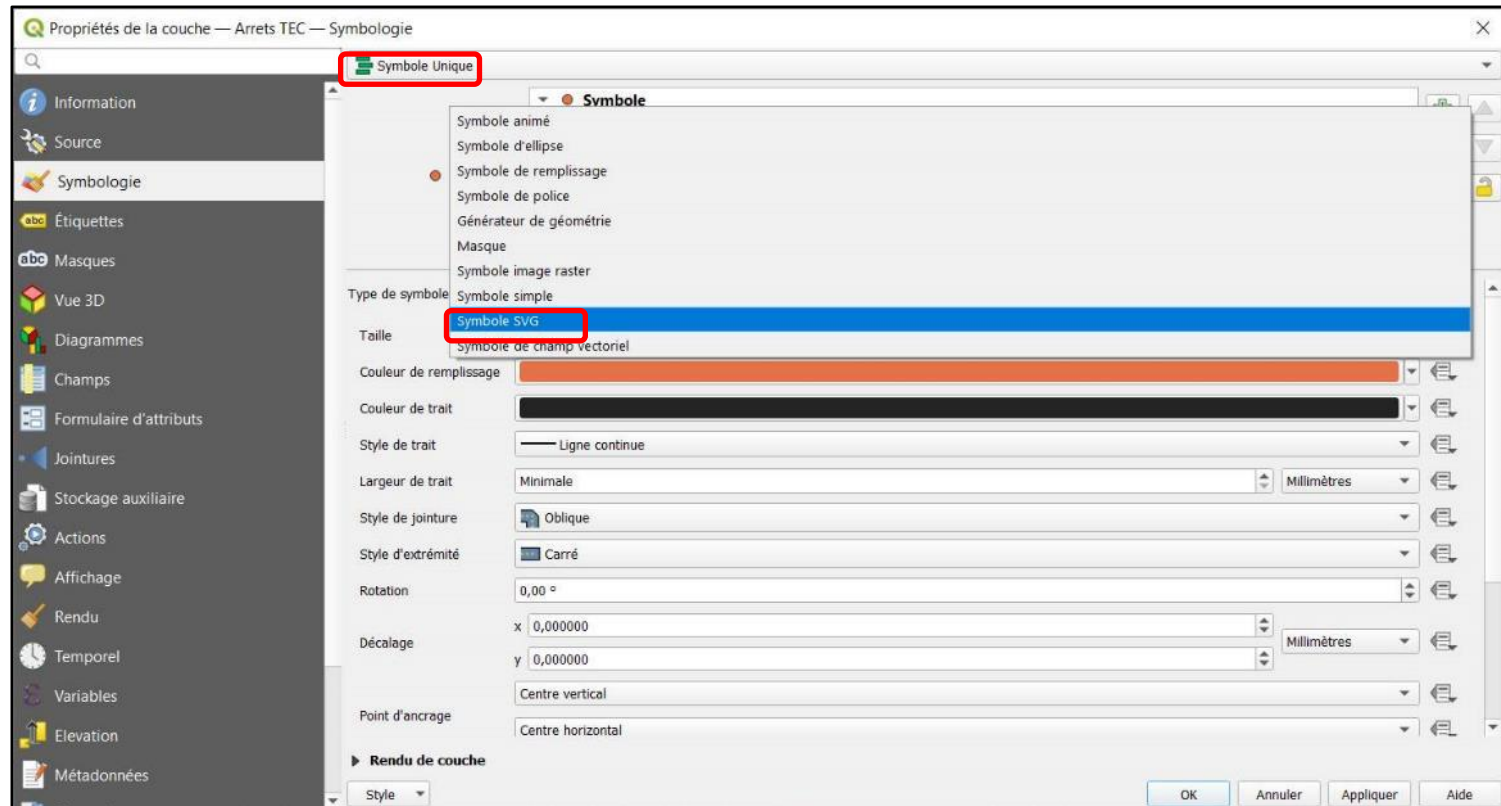 Propriétés de la couche — Arrets TEC — Symbologie
Symbole Unique
Information
Source
Symbologie
Étiquettes
Masques
Vue 3D
Diagrammes
Champs
Formulaire d'attributs
Jointures
Stockage auxiliaire
Actions
Affichage
Rendu
Temporel
Variables
Elevation
Métadonnées
abc
abc
Symbole
Symbole animé
Symbole d'ellipse
Symbole de remplissage
Symbole de police
Générateur de géométrie
Masque
Symbole image raster
Symbole simple
Symbole SVG
Symbole de champ vectoriel
Type de symbole
Taille
Couleur de remplissage
Couleur de trait
Style de trait Ligne continue
Largeur de trait Minimale Millimètres
Style de jointure Oblique
Style d'extrémité Carré
Rotation 0,00 °
Décalage
x 0,000000
y 0,000000
Millimètres
Point d'ancrage
Centre vertical
Centre horizontal
Rendu de couche
Style OK Annuler Appliquer Aide